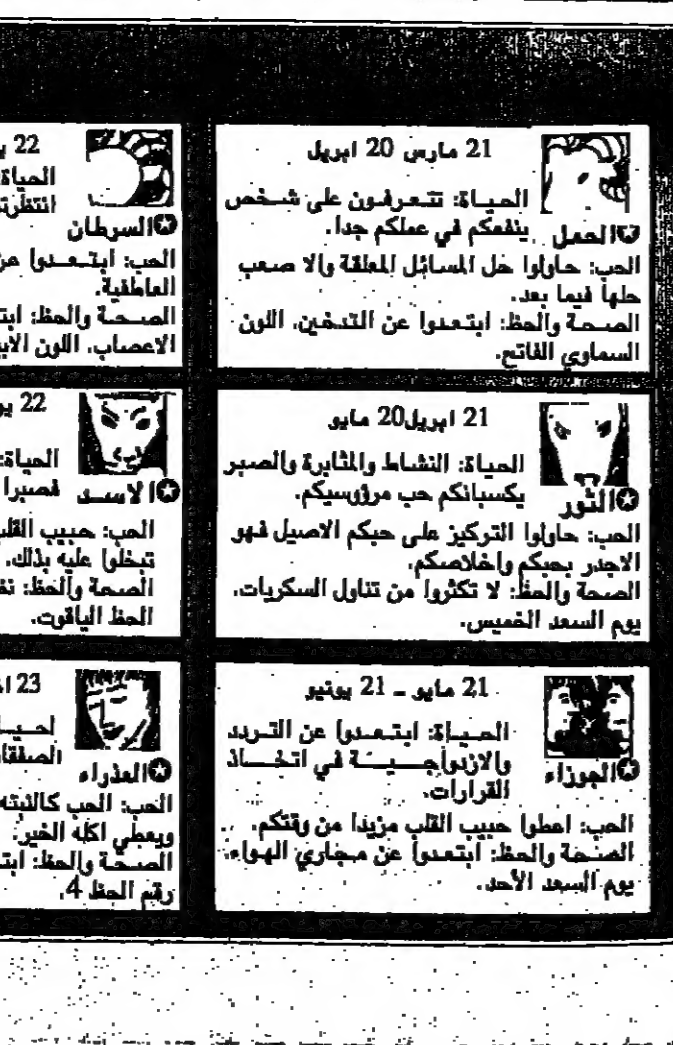 21 مارس 20 ابريل
الحياة: تتعرفون على شخص
الحمل ينفعكم في عملكم جدا.
الحب: حاولوا حل المسائل المعلقة والا صعب
حلها فيما بعد.
الصحة والحظ: ابتعدوا عن التدخين. اللون
السماوي الفاتح.
21 ابريل20 مايو
الحياة: النشاط والمثابرة والصبر
الثور يكسبانكم حب مرؤوسيكم.
الحب: حاولوا التركيز على حبكم الاصيل فهو
الاجدر بحبكم واخلاصكم.
الصحة والحظ: لا تكثروا من تناول السكريات.
يوم السعد الخميس.
21 مايو - 21 يونيو
الحياة: ابتعدوا عن التردد
والازدواجية في اتخاذ
الجوزاء
القرارات.
الحب: اعطوا حبيب القلب مزيدا من وقتكم.
الصحة والحظ: ابتعدوا عن مجاري الهواء.
يوم السعد الأحد.
22
الحياة
السرطان
الحب: ابتعدوا عن
العاطفية.
الصحة والحظ:
الاعصاب. اللون
22
الحياة:
الاسد فصبرا
الحب: حبيب القلب
تبخلوا عليه بذلك.
الصحة والحظ:
الحظ الياقوت.
23
العذراء
الحب: الحب كالنبته
ويعطي اكله الخير.
الصحة والحظ:
رقم الحظ 4.